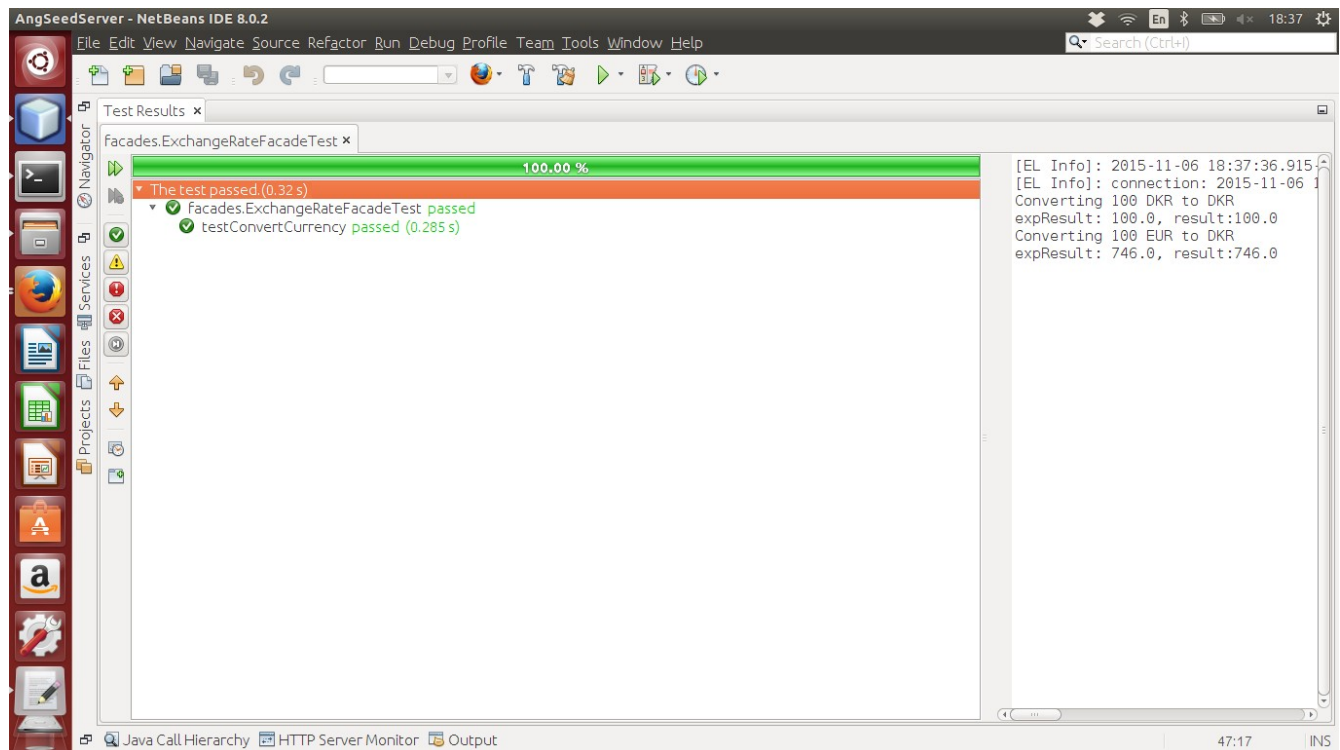 AngSeedServer - NetBeans IDE 8.0.2
En
18:37
File Edit View Navigate Source Refactor Run Debug Profile Team Tools Window Help
Search (Ctrl+I)
Test Results
facades.ExchangeRateFacadeTest
Navigator
Services
Files
Projects
100.00 %
The test passed.(0.32 s)
facades.ExchangeRateFacadeTest passed
testConvertCurrency passed (0.285 s)
[EL Info]: 2015-11-06 18:37:36.915-
[EL Info]: connection: 2015-11-06 1
Converting 100 DKR to DKR
expResult: 100.0, result:100.0
Converting 100 EUR to DKR
expResult: 746.0, result:746.0
Java Call Hierarchy HTTP Server Monitor Output
47:17 INS